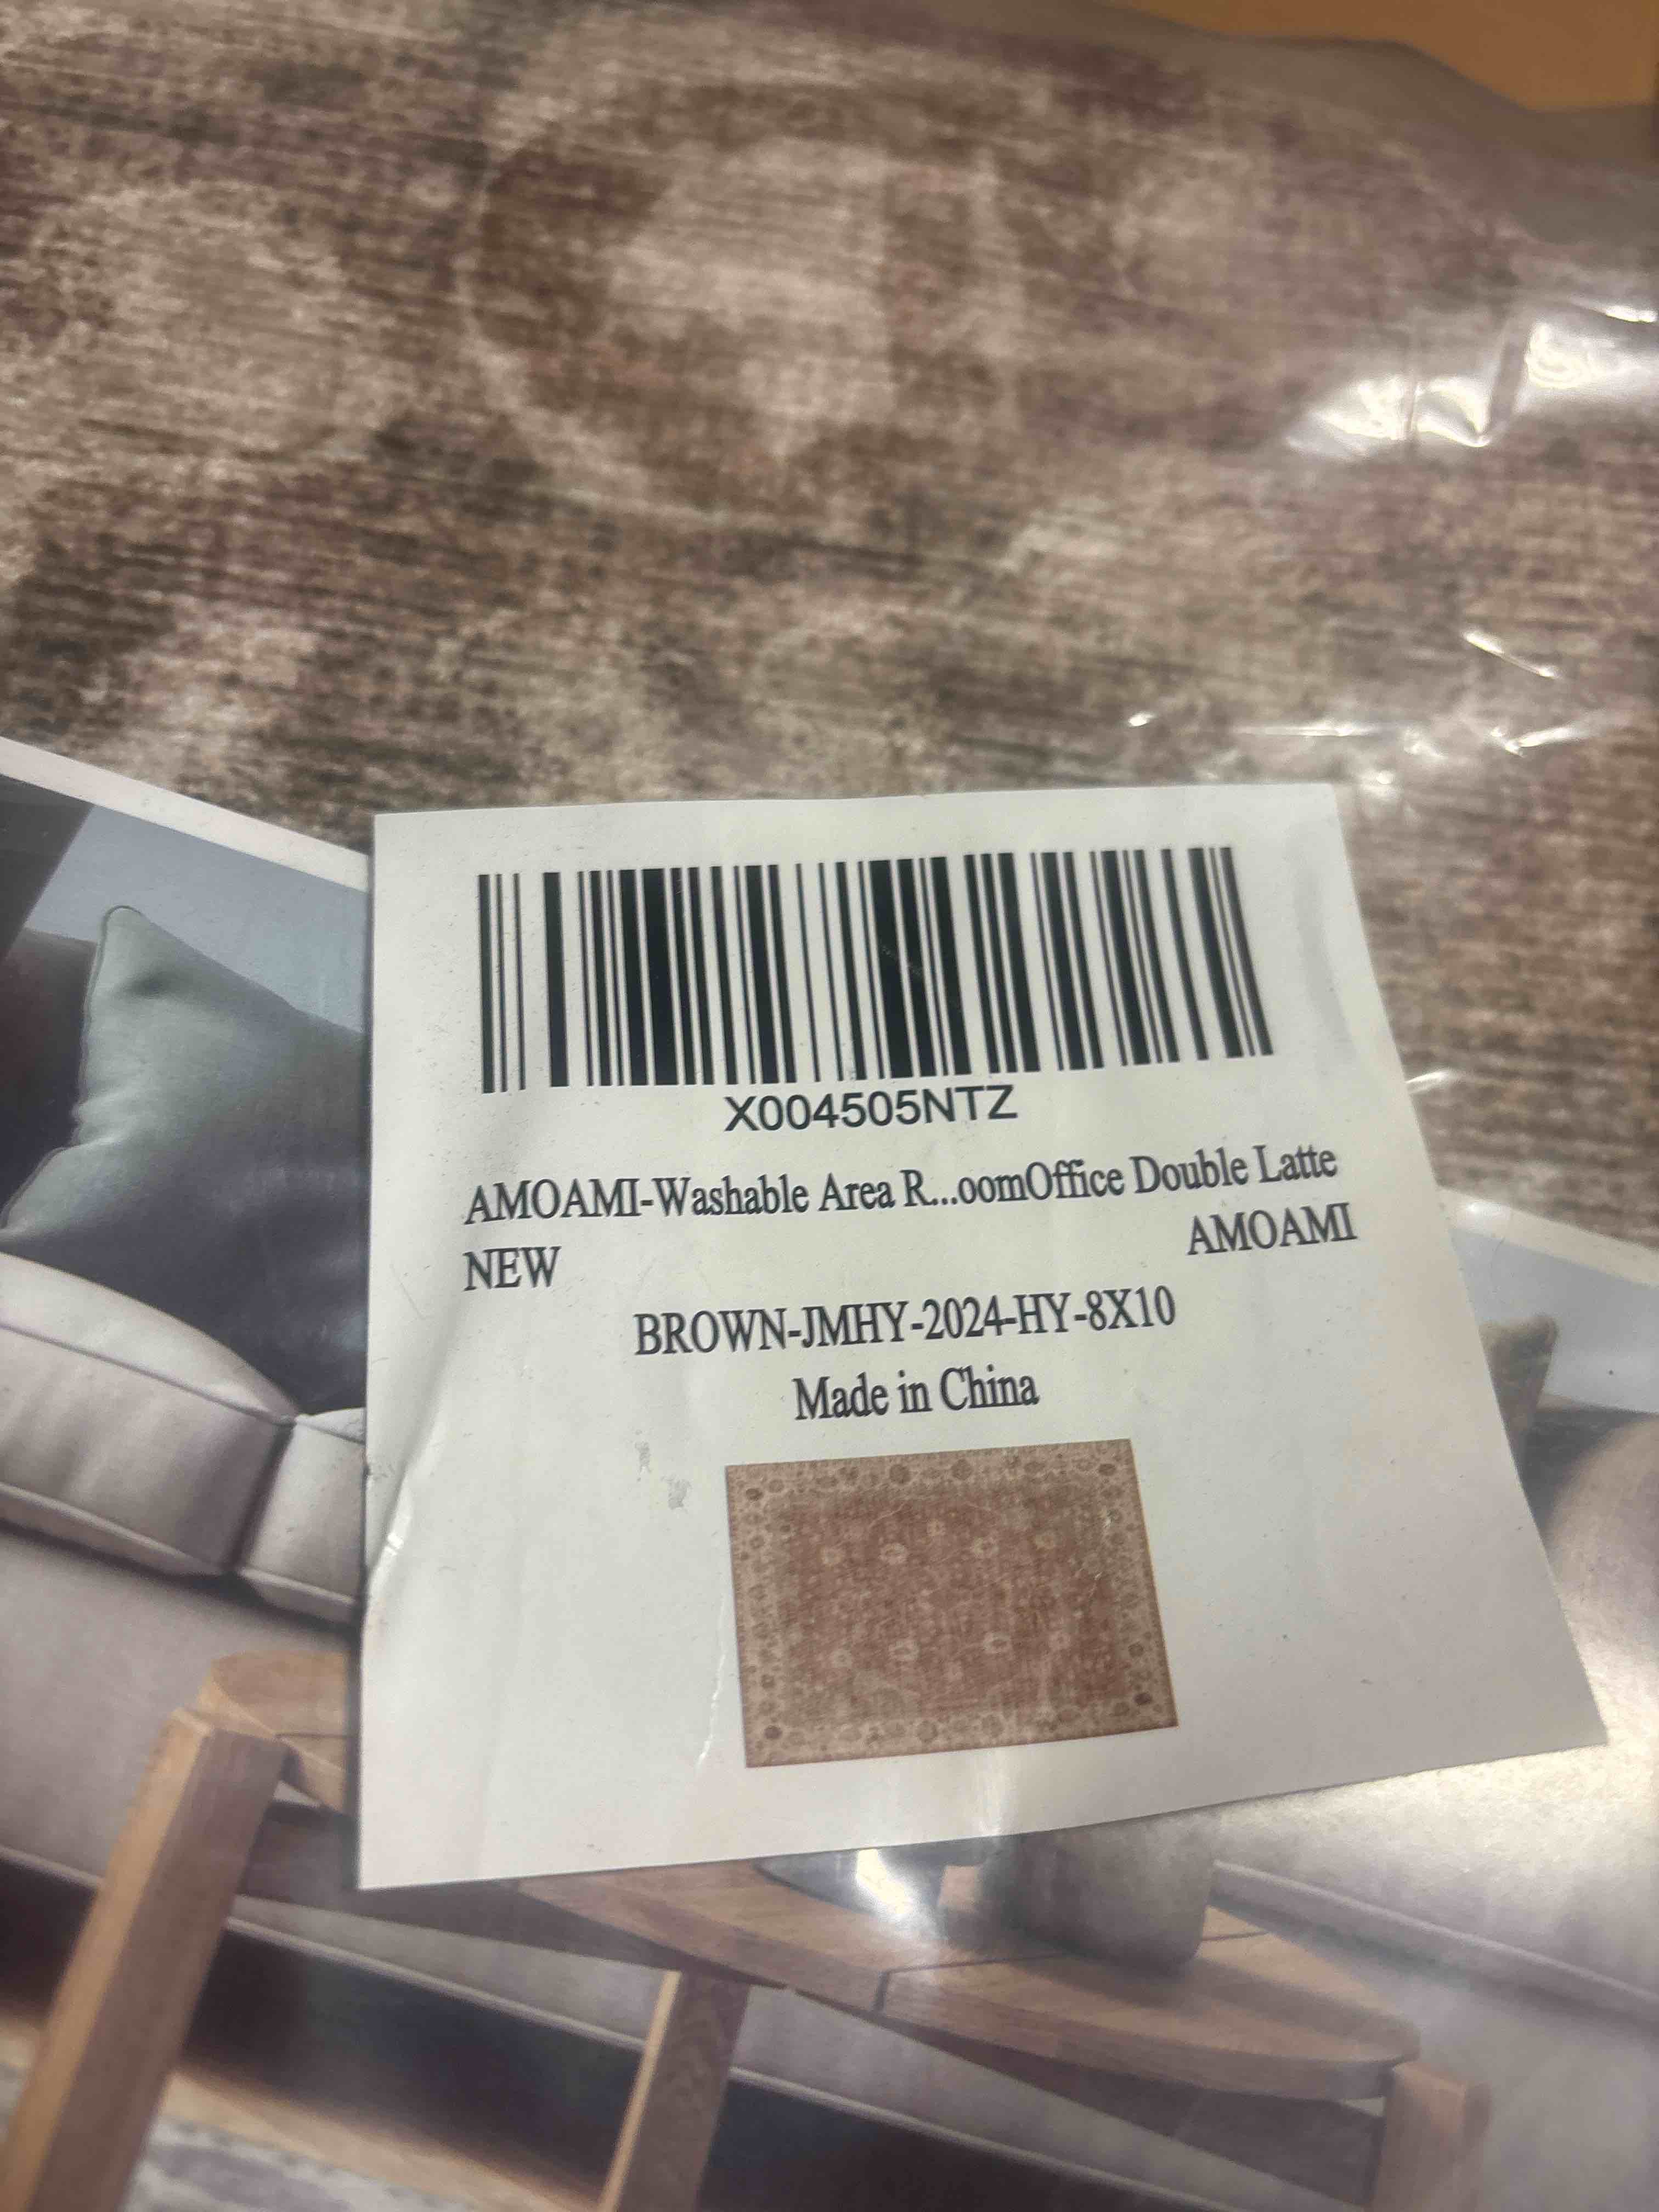 X004505NTZ
AMOAMI-Washable Area R...oomOffice Double Latte
NEW AMOAMI
BROWN-JMHY-2024-HY-8X10
Made in China